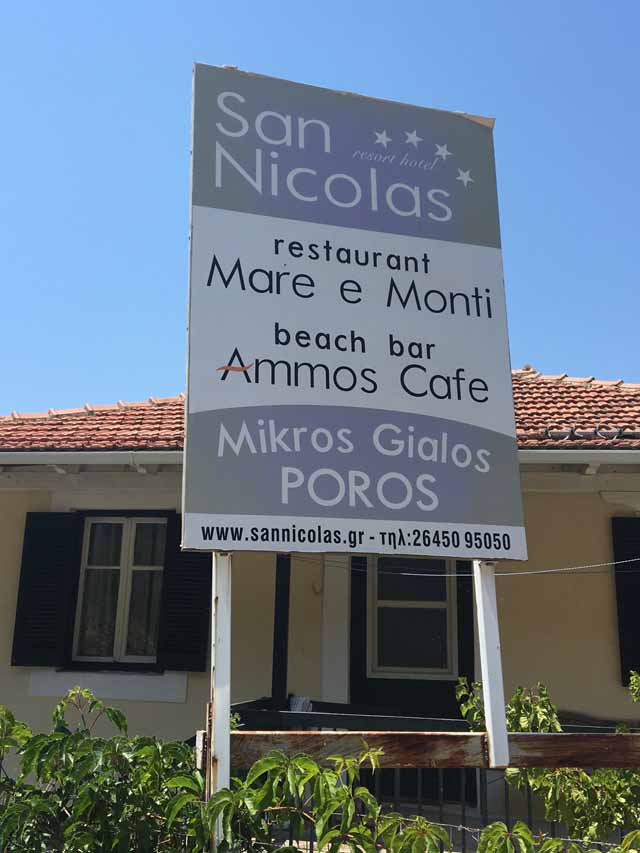 San
resort hotel
Nicolas
restaurant
Mare e Monti
beach bar
Ammos Cafe
Mikros Gialos
POROS
www.sannicolas.gr - τηλ:26450 95050